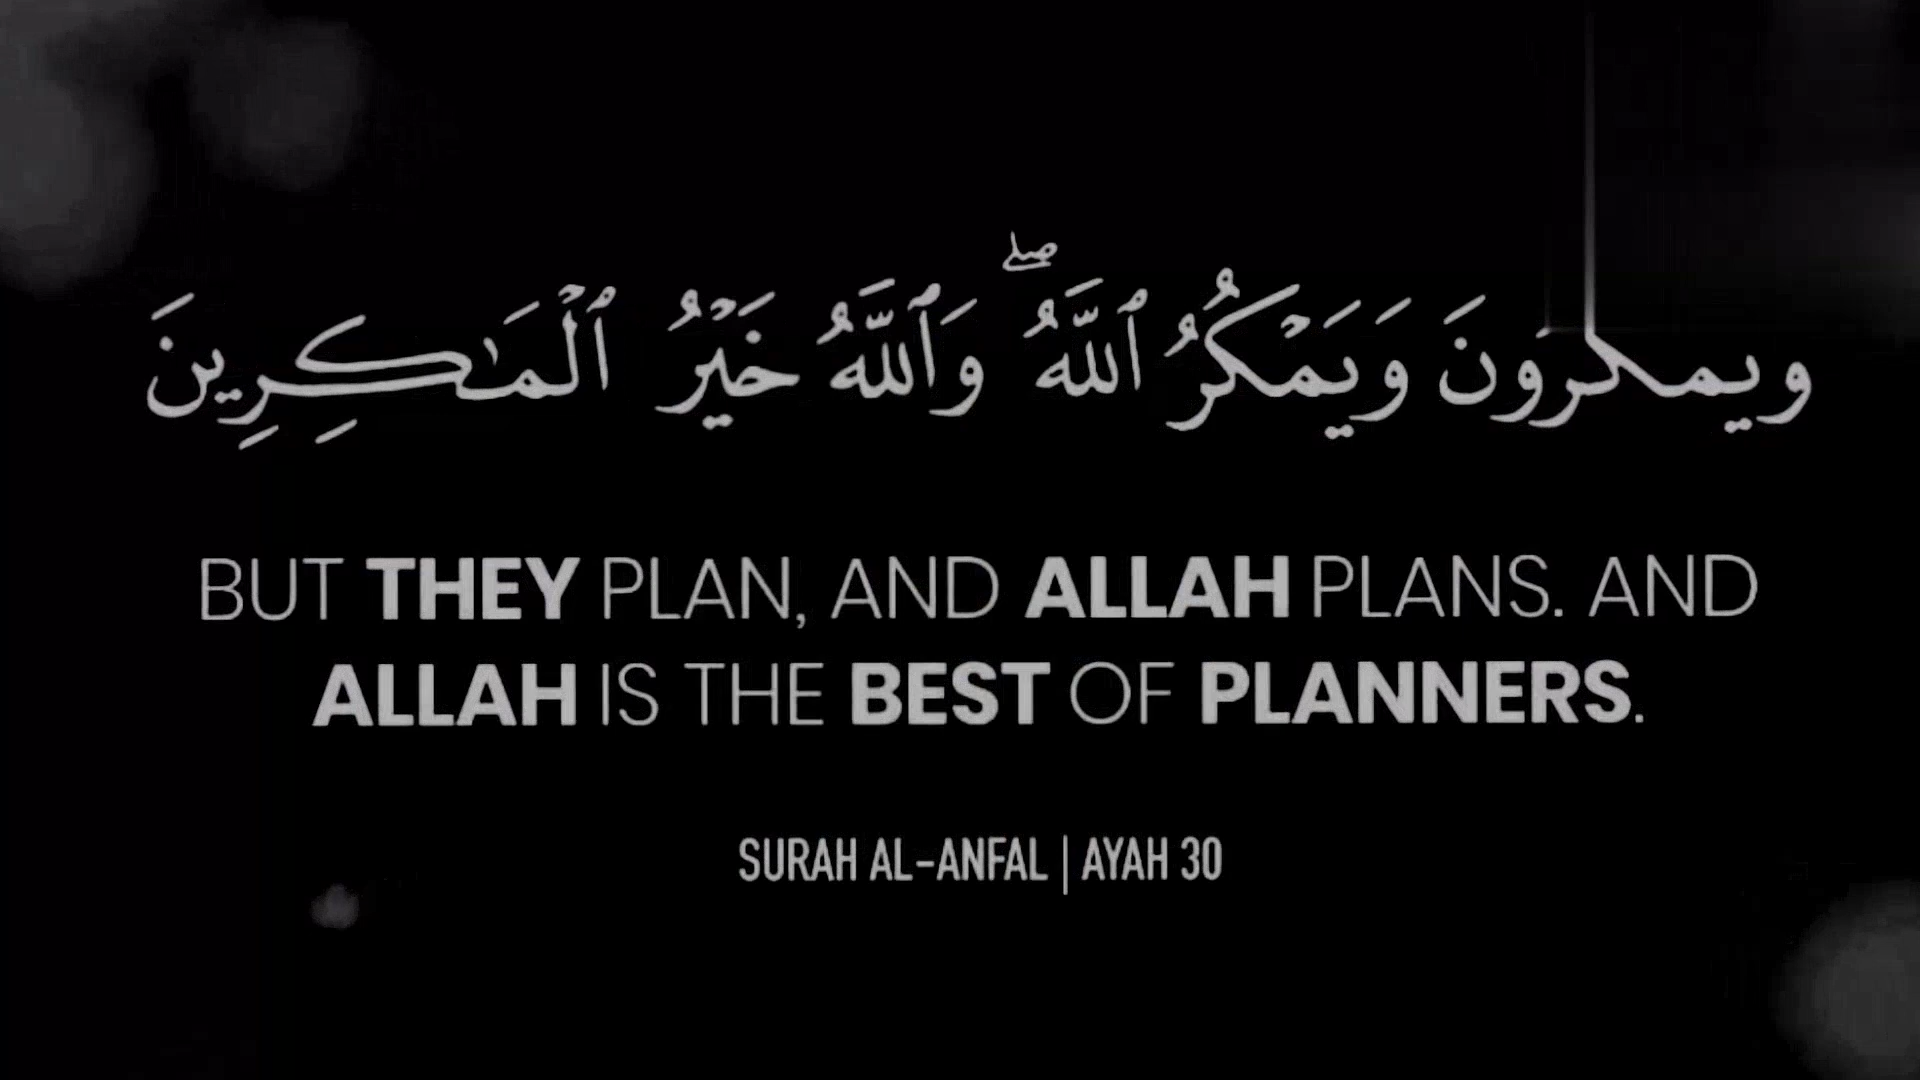 ويمكرونَ وَيَمۡكُرُ ٱللَّهُۖ وَٱللَّهُ خَيۡرُ ٱلۡمَٰكِرِينَ
BUT THEY PLAN, AND ALLAH PLANS. AND
ALLAH IS THE BEST OF PLANNERS.
SURAH AL-ANFAL | AYAH 30